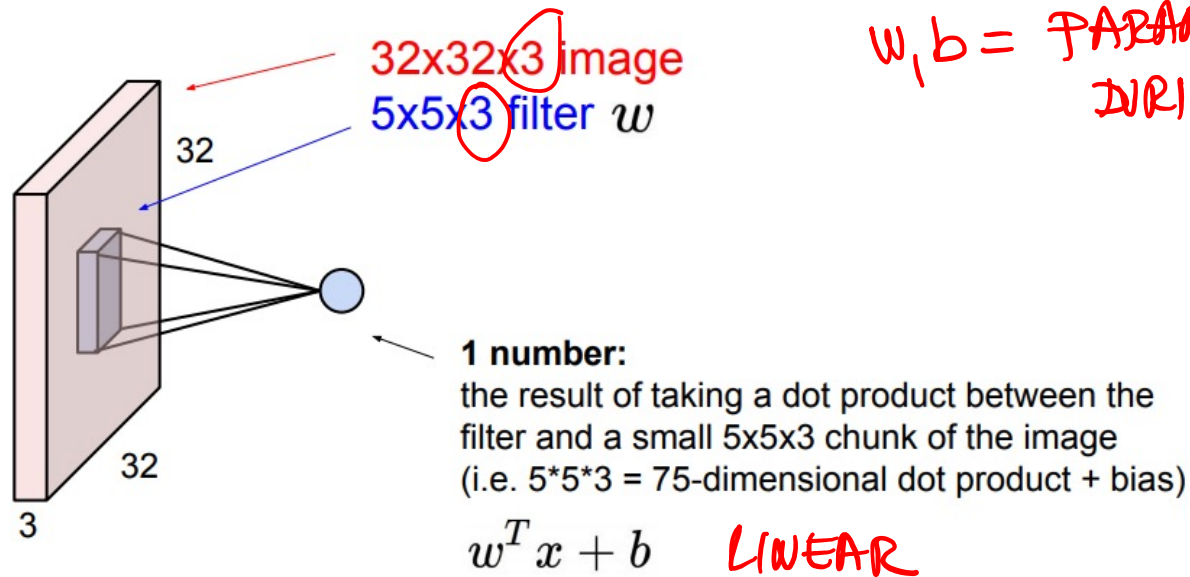 32x32x3 image
5x5x3 filter w
w, b =
32
1 number:
the result of taking a dot product between the
filter and a small 5x5x3 chunk of the image
(i.e. 5*5*3 = 75-dimensional dot product + bias)
32
3
w^T x + b LINEAR